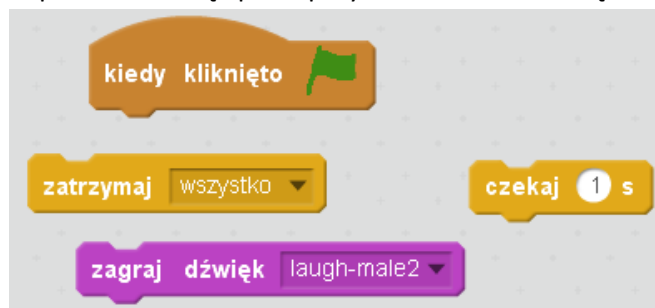 kiedy kliknięto
zatrzymaj wszystko
czekaj 1 s
zagraj dźwięk laugh-male2